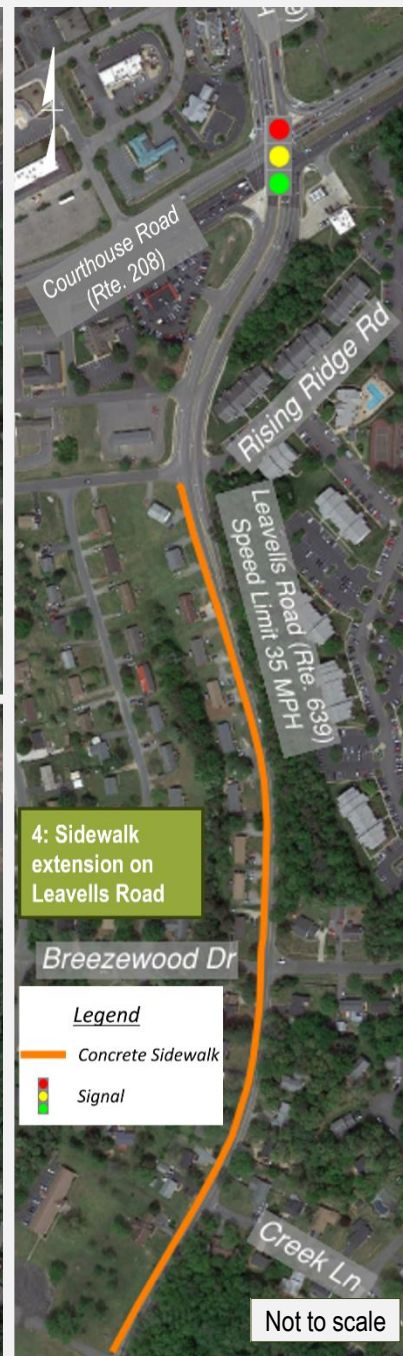 Courthouse Road
(Rte. 208)
Rising Ridge Rd
Leavells Road (Rte. 639)
Speed Limit 35 MPH
4: Sidewalk
extension on
Leavells Road
Breezewood Dr
Legend
Concrete Sidewalk
Signal
Creek Ln
Not to scale